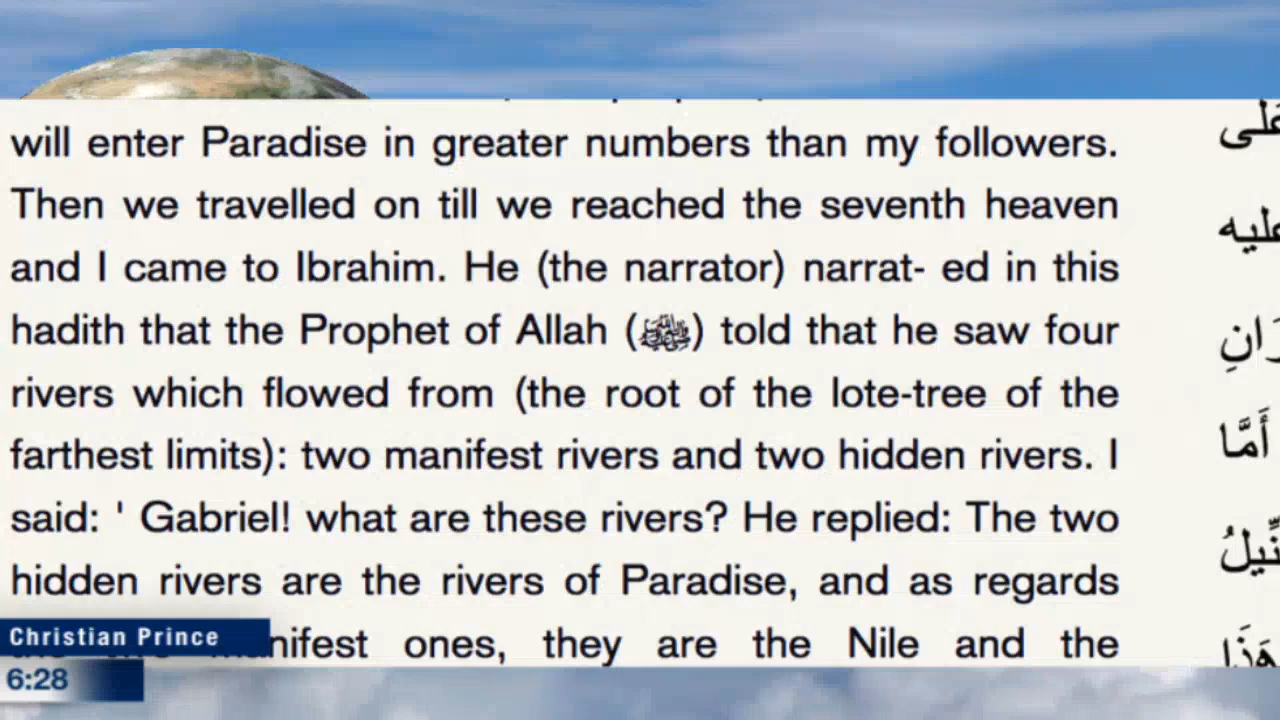 will enter Paradise in greater numbers than my followers.
Then we travelled on till we reached the seventh heaven
and I came to Ibrahim. He (the narrator) narrat- ed in this
hadith that the Prophet of Allah (ﷺ) told that he saw four
rivers which flowed from (the root of the lote-tree of the
farthest limits): two manifest rivers and two hidden rivers. I
said: ' Gabriel! what are these rivers? He replied: The two
hidden rivers are the rivers of Paradise, and as regards
the two manifest ones, they are the Nile and the
أَمَّا
Christian Prince
6:28